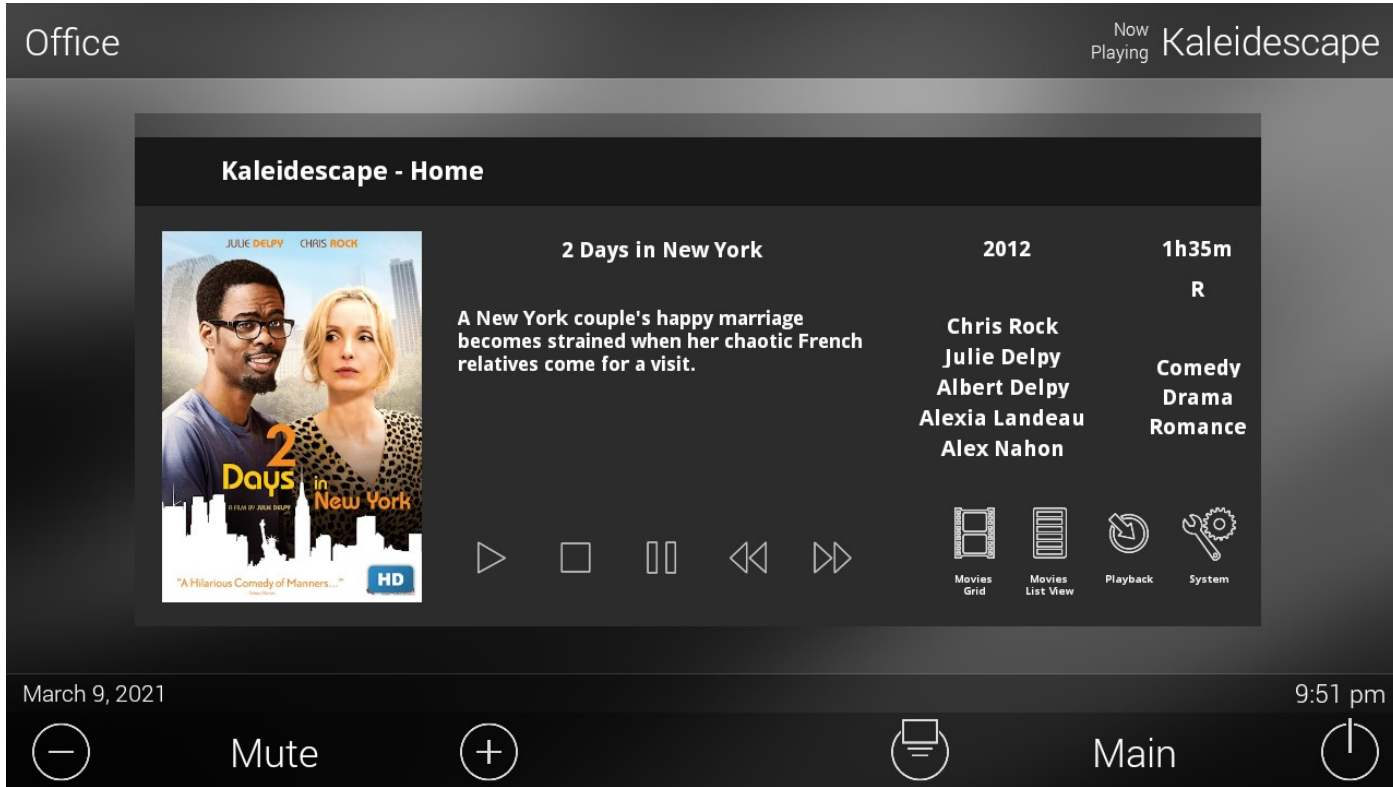 Office
Now
Playing
Kaleidescape
Kaleidescape - Home
JULIE DELPY CHRIS ROCK
2
Days in
New York
A FILM BY JULIE DELPY
"A Hilarious Comedy of Manners..."
HD
2 Days in New York
A New York couple's happy marriage
becomes strained when her chaotic French
relatives come for a visit.
2012
1h35m
R
Chris Rock
Julie Delpy
Albert Delpy
Alexia Landeau
Alex Nahon
Comedy
Drama
Romance
Movies
Grid
Movies
List View
Playback
System
March 9, 2021
9:51 pm
Mute
Main